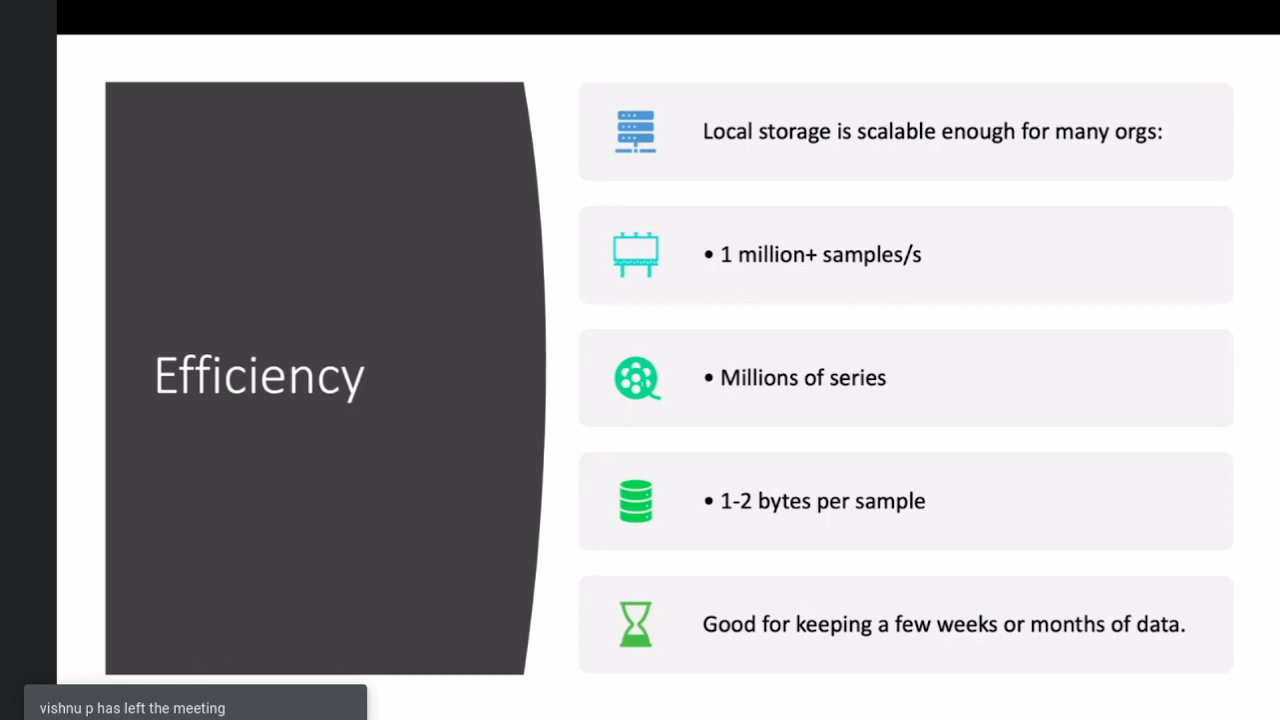 Efficiency
Local storage is scalable enough for many orgs:
• 1 million+ samples/s
• Millions of series
• 1-2 bytes per sample
Good for keeping a few weeks or months of data.
vishnu p has left the meeting